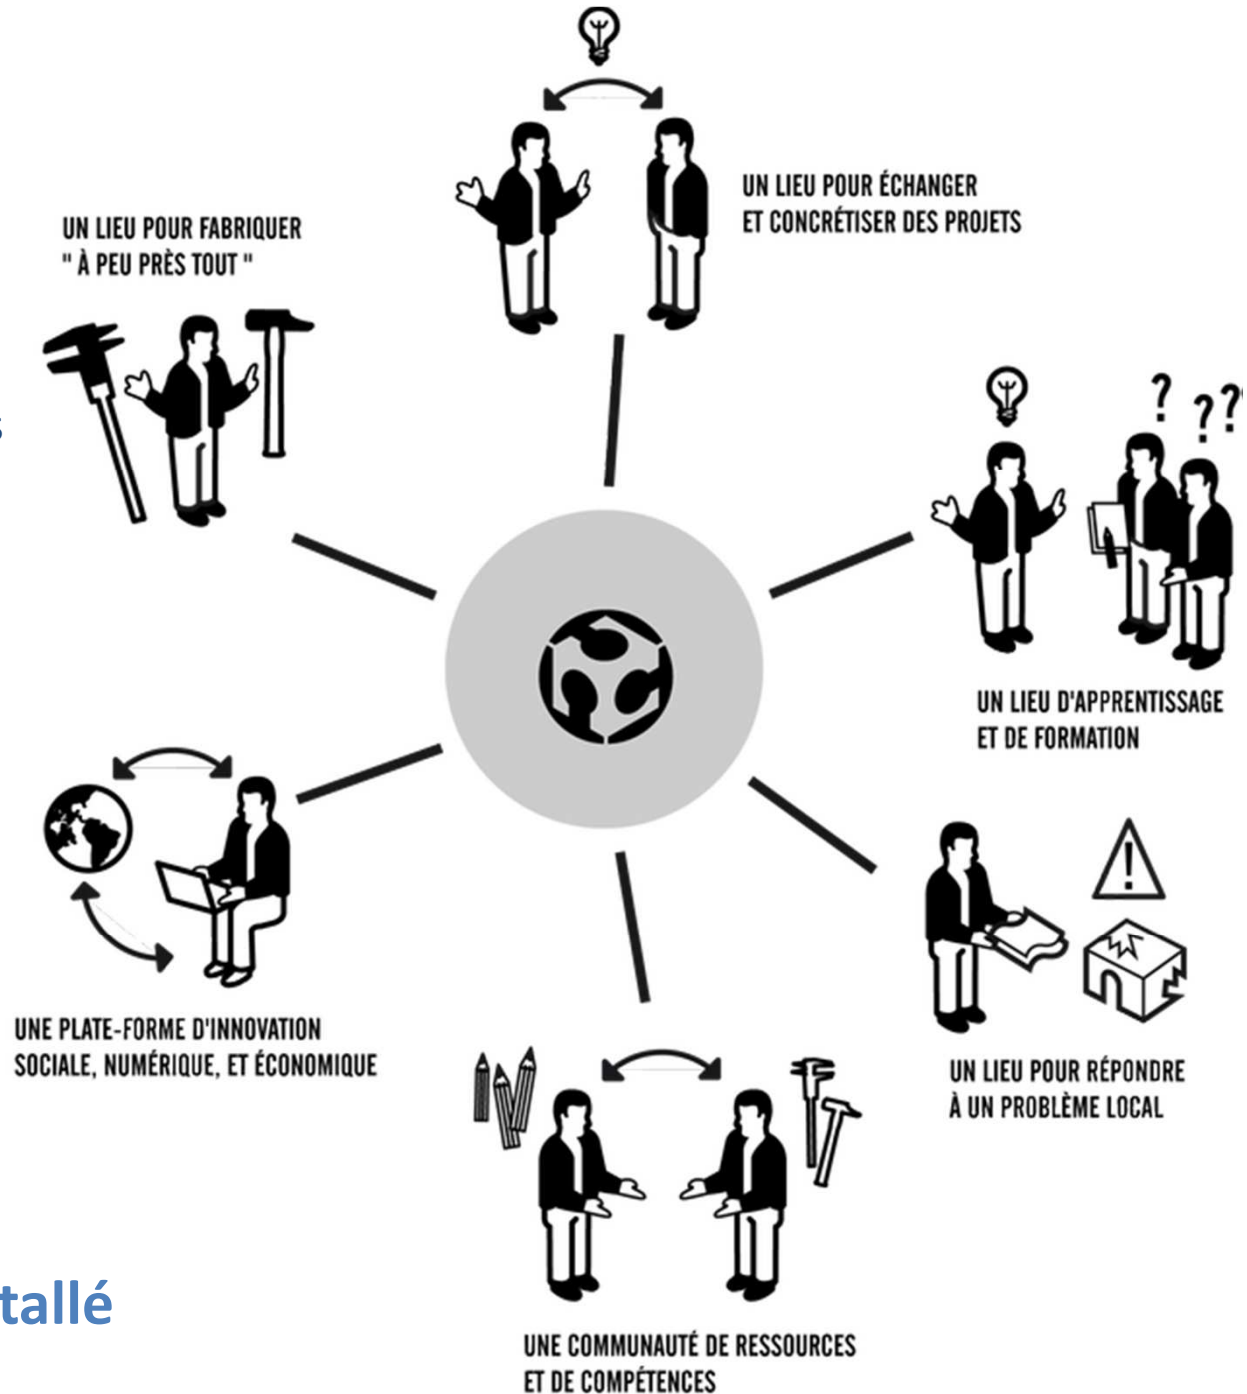 UN LIEU POUR ÉCHANGER
ET CONCRÉTISER DES PROJETS
UN LIEU POUR FABRIQUER
" À PEU PRÈS TOUT "
? ? ?
s
UN LIEU D'APPRENTISSAGE
ET DE FORMATION
!
UNE PLATE-FORME D'INNOVATION
SOCIALE, NUMÉRIQUE, ET ÉCONOMIQUE
UN LIEU POUR RÉPONDRE
À UN PROBLÈME LOCAL
tallé
UNE COMMUNAUTÉ DE RESSOURCES
ET DE COMPÉTENCES